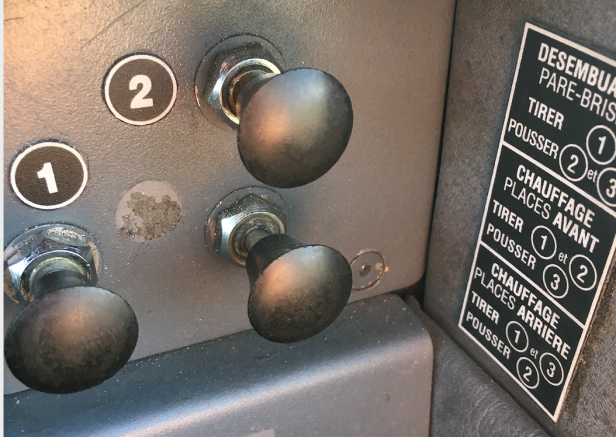 2
1
DESEMBUA
PARE-BRIS
TIRER 1
POUSSER 2 et 3
CHAUFFAGE
PLACES AVANT
TIRER 1 et 2
POUSSER 3
CHAUFFAGE
PLACES ARRIERE
TIRER 1 et 3
POUSSER 2